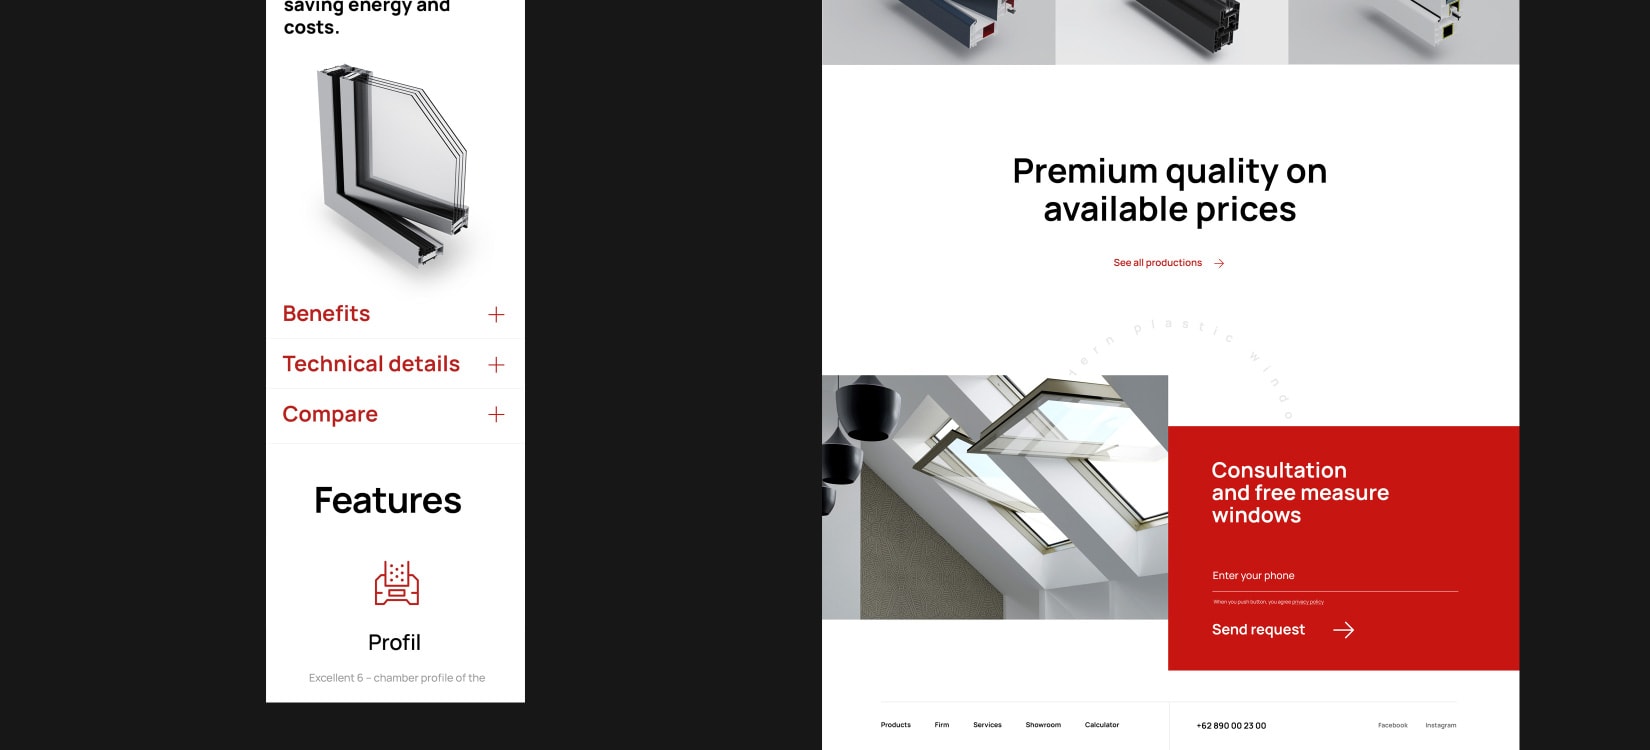 saving energy and
costs.
Benefits
Technical details
Compare
Features
Profil
Excellent 6 – chamber profile of the
Premium quality on
available prices
See all productions
ern plastic windo
Consultation
and free measure
windows
Enter your phone
When you push button, you agree privacy policy
Send request
Products Firm Services Showroom Calculator +62 890 00 23 00 Facebook Instagram